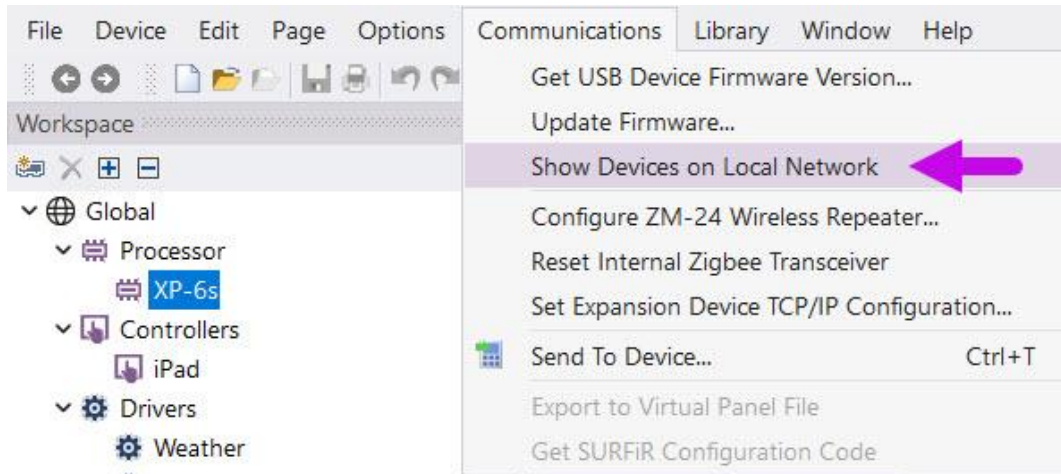 File Device Edit Page Options Communications Library Window Help
Workspace
Global
Processor
XP-6s
Controllers
iPad
Drivers
Weather
Get USB Device Firmware Version...
Update Firmware...
Show Devices on Local Network
Configure ZM-24 Wireless Repeater...
Reset Internal Zigbee Transceiver
Set Expansion Device TCP/IP Configuration...
Send To Device... Ctrl+T
Export to Virtual Panel File
Get SURFiR Configuration Code